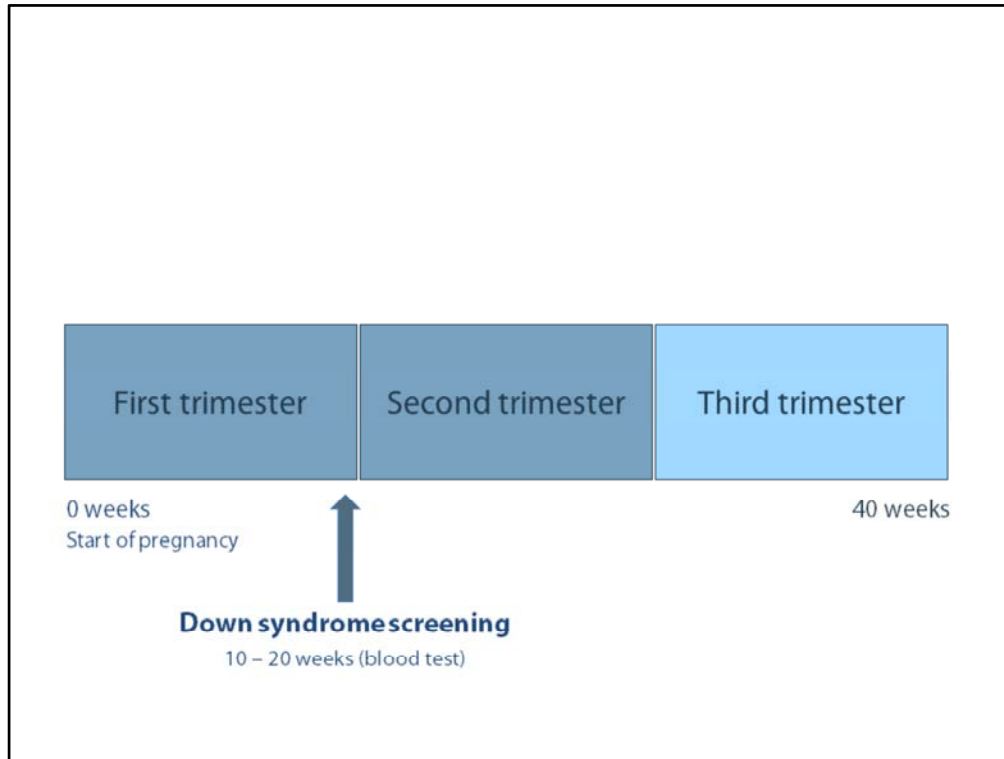 First trimester
Second trimester
Third trimester
0 weeks
Start of pregnancy
40 weeks
Down syndrome screening
10 – 20 weeks (blood test)